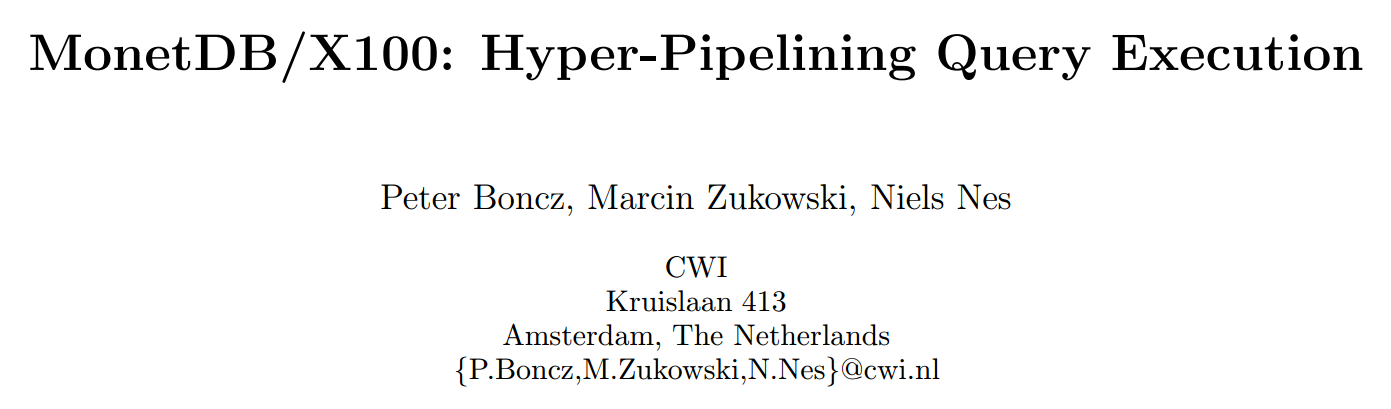 MonetDB/X100: Hyper-Pipelining Query Execution
Peter Boncz, Marcin Zukowski, Niels Nes
CWI
Kruislaan 413
Amsterdam, The Netherlands
{P.Boncz,M.Zukowski,N.Nes}@cwi.nl